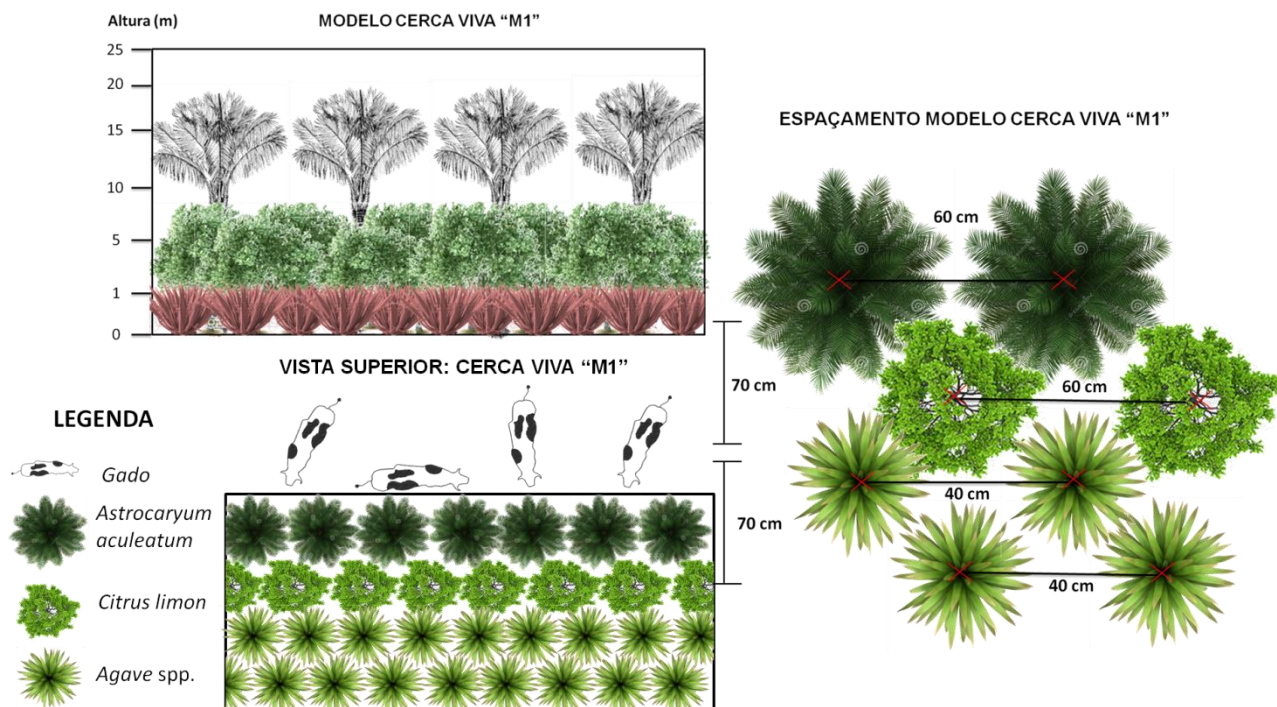 Altura (m)
MODELO CERCA VIVA “M1”
25
20
15
10
5
1
0
ESPAÇAMENTO MODELO CERCA VIVA “M1”
60 cm
60 cm
40 cm
40 cm
70 cm
70 cm
VISTA SUPERIOR: CERCA VIVA “M1”
LEGENDA
Gado
Astrocaryum
aculeatum
Citrus limon
Agave spp.